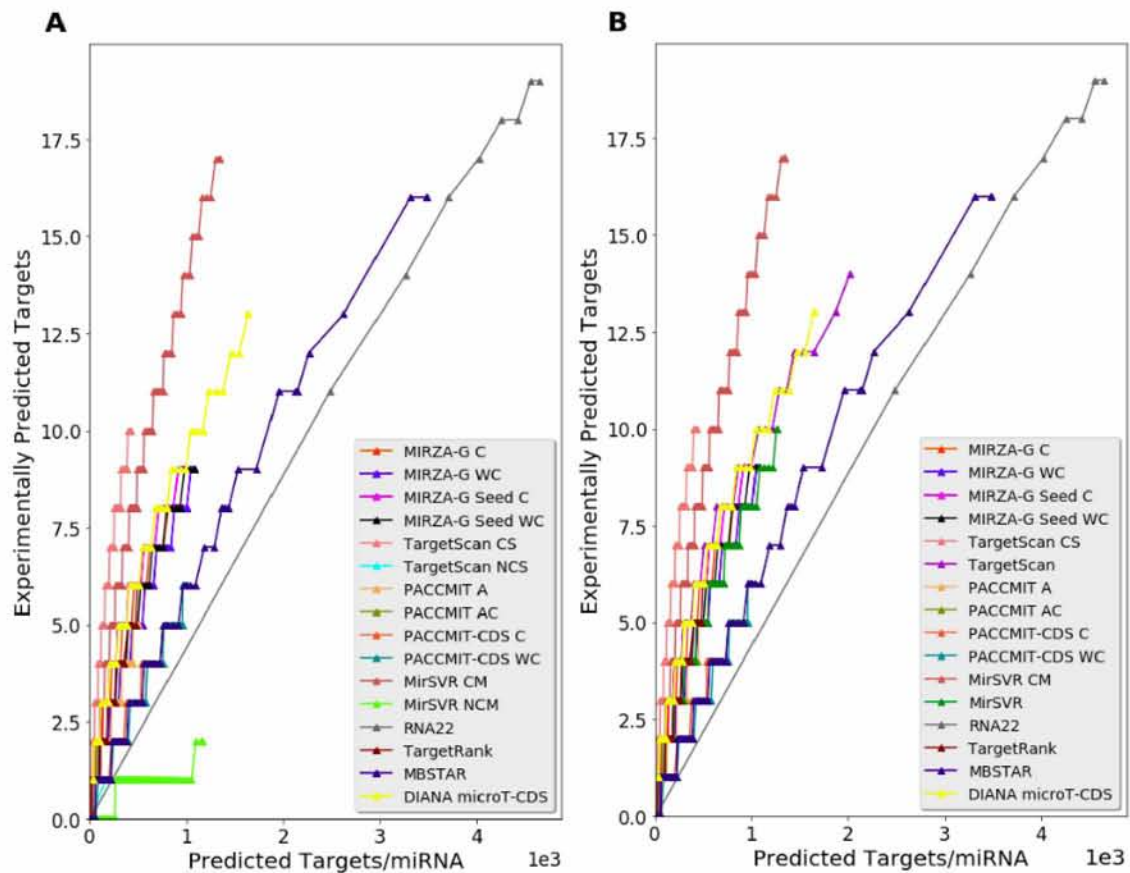 A
Experimentally Predicted Targets
17.5
15.0
12.5
10.0
7.5
5.0
2.5
0.0
0 1 2 3 4
1e3
Predicted Targets/miRNA
MIRZA-G C
MIRZA-G WC
MIRZA-G Seed C
MIRZA-G Seed WC
TargetScan CS
TargetScan NCS
PACCMIT A
PACCMIT AC
PACCMIT-CDS C
PACCMIT-CDS WC
MirSVR CM
MirSVR NCM
RNA22
TargetRank
MBSTAR
DIANA microT-CDS
B
Experimentally Predicted Targets
17.5
15.0
12.5
10.0
7.5
5.0
2.5
0.0
0 1 2 3 4
1e3
Predicted Targets/miRNA
MIRZA-G C
MIRZA-G WC
MIRZA-G Seed C
MIRZA-G Seed WC
TargetScan CS
TargetScan
PACCMIT A
PACCMIT AC
PACCMIT-CDS C
PACCMIT-CDS WC
MirSVR CM
MirSVR
RNA22
TargetRank
MBSTAR
DIANA microT-CDS